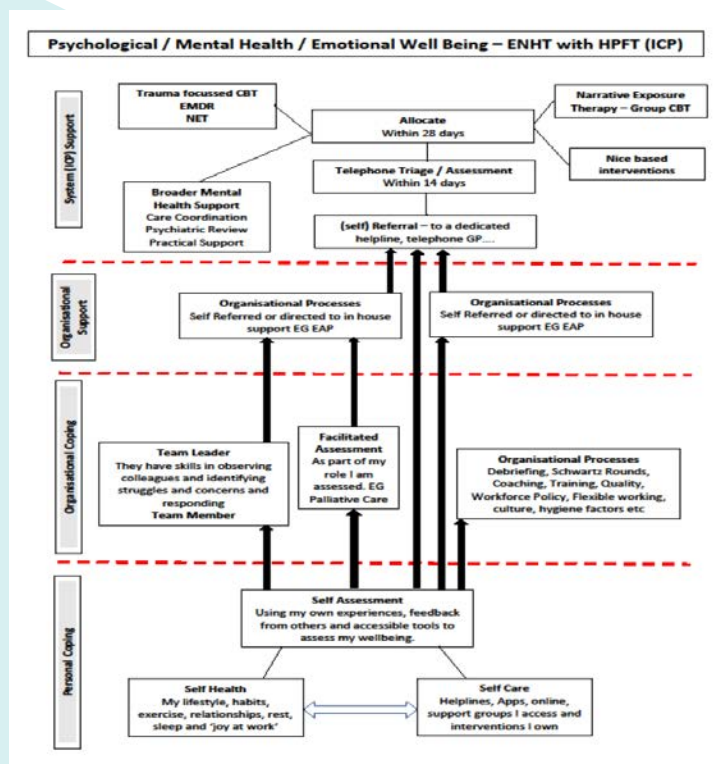 Psychological / Mental Health / Emotional Well Being – ENHT with HPFT (ICP)
System (ICP) Support
Trauma focussed CBT
EMDR
NET
Allocate
Within 28 days
Narrative Exposure
Therapy – Group CBT
Telephone Triage / Assessment
Within 14 days
Nice based
interventions
Broader Mental
Health Support
Care Coordination
Psychiatric Review
Practical Support
(self) Referral – to a dedicated
helpline, telephone GP....
Organisational
Support
Organisational Processes
Self Referred or directed to in house
support EG EAP
Organisational Processes
Self Referred or directed to in house
support EG EAP
Organisational Coping
Team Leader
They have skills in observing
colleagues and identifying
struggles and concerns and
responding
Team Member
Facilitated
Assessment
As part of my
role I am
assessed. EG
Palliative Care
Organisational Processes
Debriefing, Schwartz Rounds,
Coaching, Training, Quality,
Workforce Policy, Flexible working,
culture, hygiene factors etc
Personal Coping
Self Assessment
Using my own experiences, feedback
from others and accessible tools to
assess my wellbeing.
Self Health
My lifestyle, habits,
exercise, relationships, rest,
sleep and 'joy at work'
Self Care
Helplines, Apps, online,
support groups I access and
interventions I own